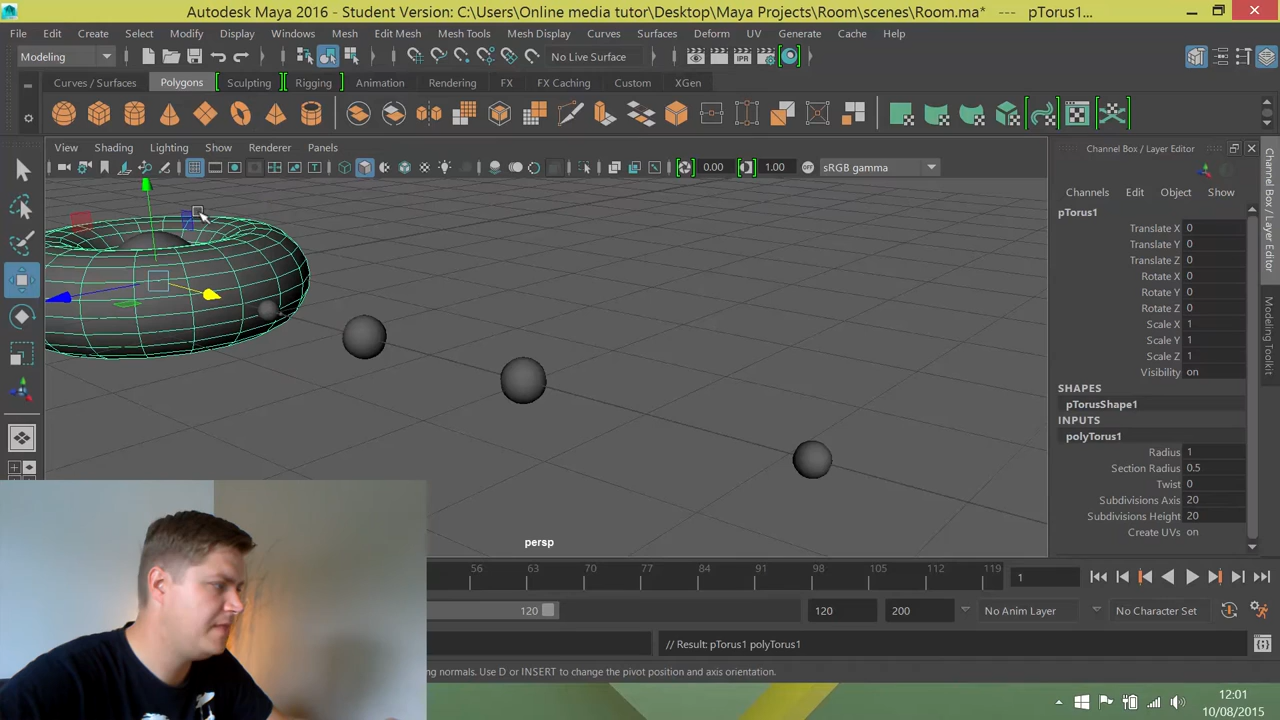 Autodesk Maya 2016 - Student Version: C:\Users\Online media tutor\Desktop\Maya Projects\Room\scenes\Room.ma* --- pTorus1...
File Edit Create Select Modify Display Windows Mesh Edit Mesh Mesh Tools Mesh Display Curves Surfaces Deform UV Generate Cache Help
Modeling No Live Surface
Curves / Surfaces Polygons Sculpting Rigging Animation Rendering FX FX Caching Custom XGen
View Shading Lighting Show Renderer Panels
0.00 1.00 sRGB gamma
Channel Box / Layer Editor
Channels Edit Object Show
pTorus1
Translate X 0
Translate Y 0
Translate Z 0
Rotate X 0
Rotate Y 0
Rotate Z 0
Scale X 1
Scale Y 1
Scale Z 1
Visibility on
SHAPES
pTorusShape1
INPUTS
polyTorus1
Radius 1
Section Radius 0.5
Twist 0
Subdivisions Axis 20
Subdivisions Height 20
Create UVs on
Channel Box / Layer Editor
Modeling Toolkit
persp
56 63 70 77 84 91 98 105 112 119 1
120 120 200 No Anim Layer No Character Set
// Result: pTorus1 polyTorus1
ng normals. Use D or INSERT to change the pivot position and axis orientation.
12:01
10/08/2015